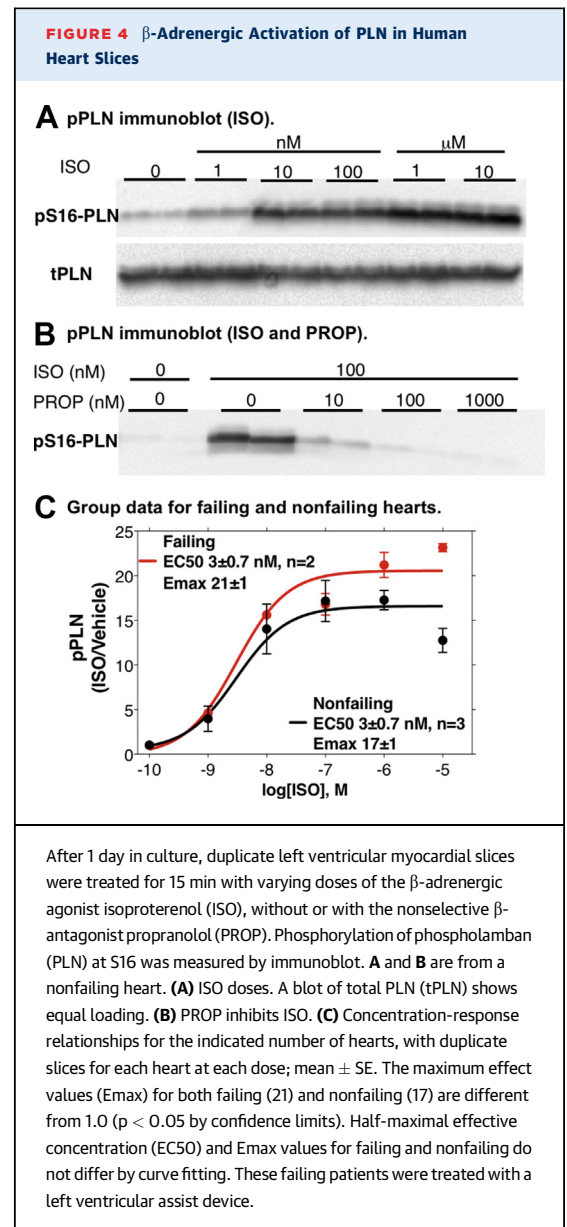 FIGURE 4 β-Adrenergic Activation of PLN in Human
Heart Slices
A pPLN immunoblot (ISO).
nM μM
ISO 0 1 10 100 1 10
pS16-PLN
tPLN
B pPLN immunoblot (ISO and PROP).
ISO (nM) 0 100
PROP (nM) 0 0 10 100 1000
pS16-PLN
C Group data for failing and nonfailing hearts.
25
20
15
10
5
0
pPLN
(ISO/Vehicle)
Failing
EC50 3±0.7 nM, n=2
Emax 21±1
Nonfailing
EC50 3±0.7 nM, n=3
Emax 17±1
-10 -9 -8 -7 -6 -5
log[ISO], M
After 1 day in culture, duplicate left ventricular myocardial slices
were treated for 15 min with varying doses of the β-adrenergic
agonist isoproterenol (ISO), without or with the nonselective β-
antagonist propranolol (PROP). Phosphorylation of phospholamban
(PLN) at S16 was measured by immunoblot. A and B are from a
nonfailing heart. (A) ISO doses. A blot of total PLN (tPLN) shows
equal loading. (B) PROP inhibits ISO. (C) Concentration-response
relationships for the indicated number of hearts, with duplicate
slices for each heart at each dose; mean ± SE. The maximum effect
values (Emax) for both failing (21) and nonfailing (17) are different
from 1.0 (p < 0.05 by confidence limits). Half-maximal effective
concentration (EC50) and Emax values for failing and nonfailing do
not differ by curve fitting. These failing patients were treated with a
left ventricular assist device.